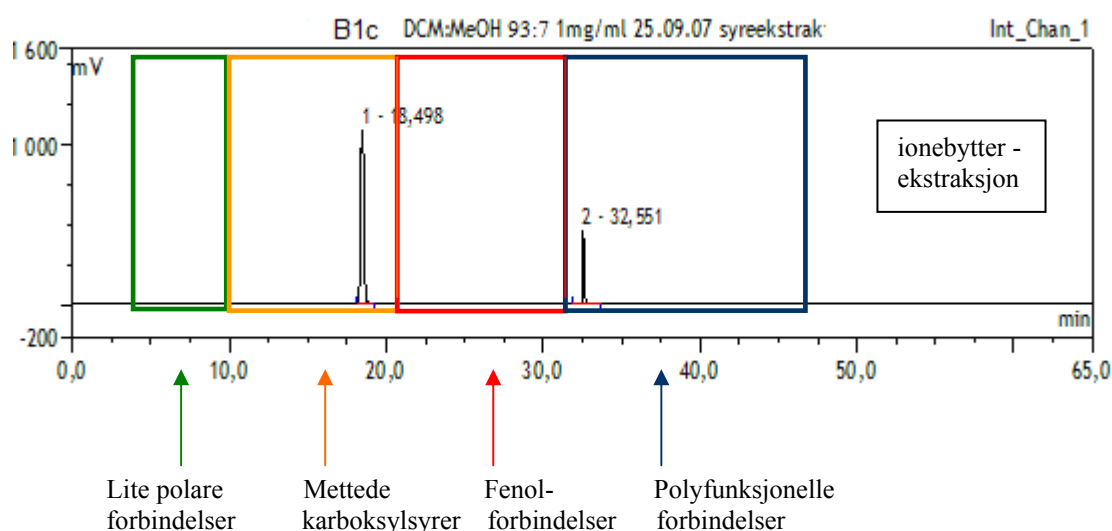 B1c DCM:MeOH 93:7 1mg/ml 25.09.07 syreekstrak Int_Chan_1
1 600
mV
1 - 18,498
1 000
ionebytter -
ekstraksjon
2 - 32,551
min
-200
0,0 10,0 20,0 30,0 40,0 50,0 65,0
Lite polare
forbindelser
Mettede
karboksylsyrer
Fenol-
forbindelser
Polyfunksjonelle
forbindelser